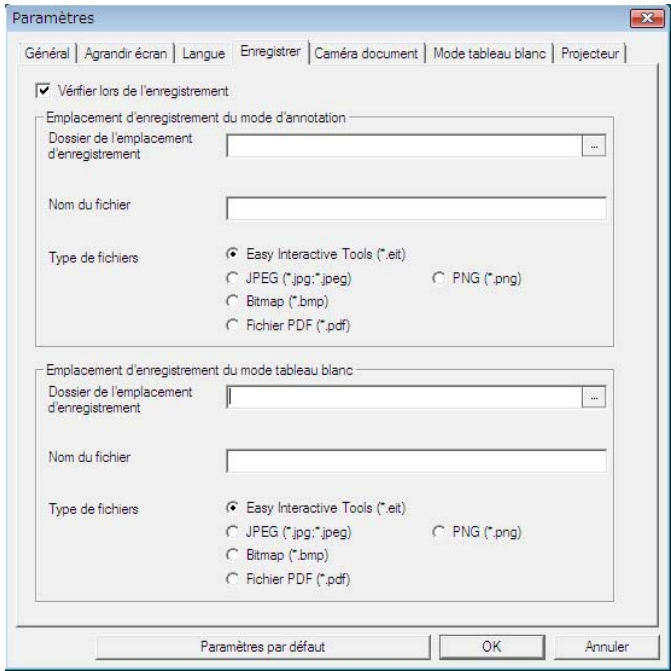 Paramètres
Général Agrandir écran Langue Enregistrer Caméra document Mode tableau blanc Projecteur
Vérifier lors de l'enregistrement
Emplacement d'enregistrement du mode d'annotation
Dossier de l'emplacement
d'enregistrement
...
Nom du fichier
Type de fichiers
Easy Interactive Tools (*.eit)
JPEG (*.jpg;*.jpeg) PNG (*.png)
Bitmap (*.bmp)
Fichier PDF (*.pdf)
Emplacement d'enregistrement du mode tableau blanc
Dossier de l'emplacement
d'enregistrement
...
Nom du fichier
Type de fichiers
Easy Interactive Tools (*.eit)
JPEG (*.jpg;*.jpeg) PNG (*.png)
Bitmap (*.bmp)
Fichier PDF (*.pdf)
Paramètres par défaut OK Annuler